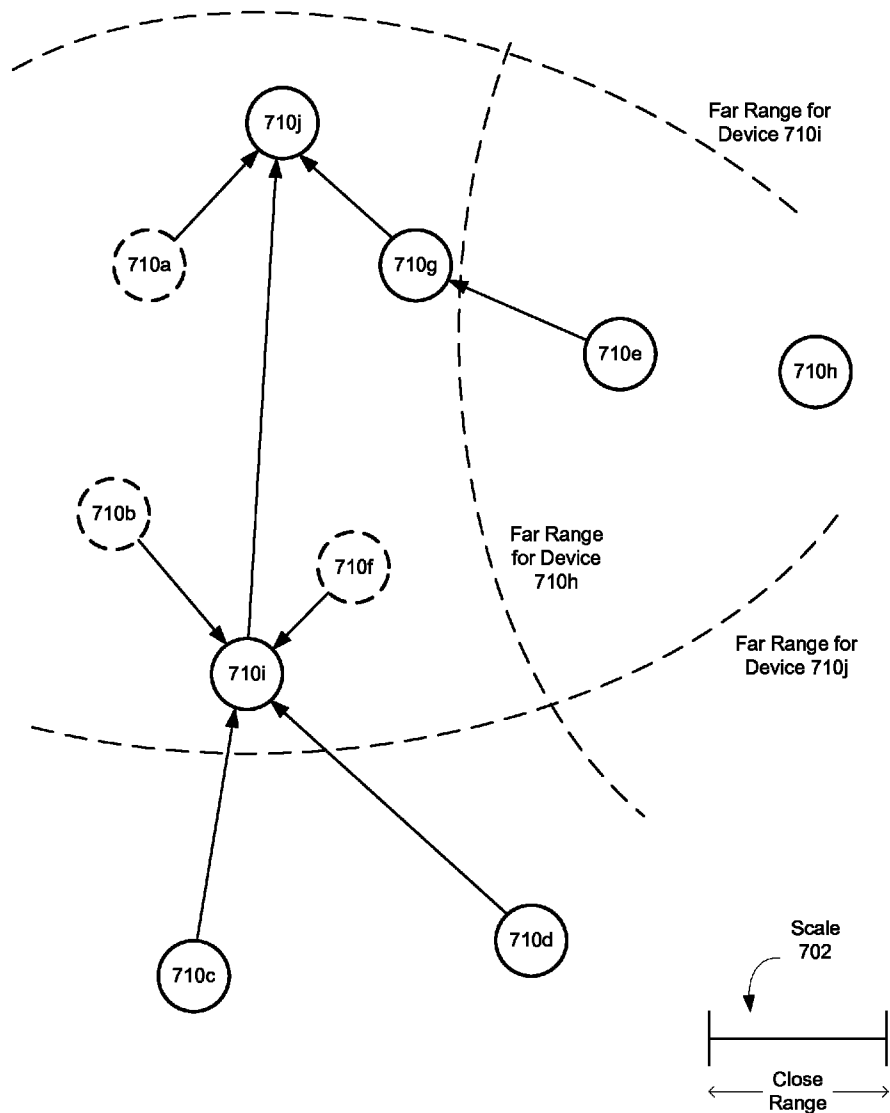 Far Range for
Device 710i
710j
710a
710g
710e
710h
710b
710f
Far Range
for Device
710h
Far Range for
Device 710j
710i
710d
710c
Scale
702
Close
Range